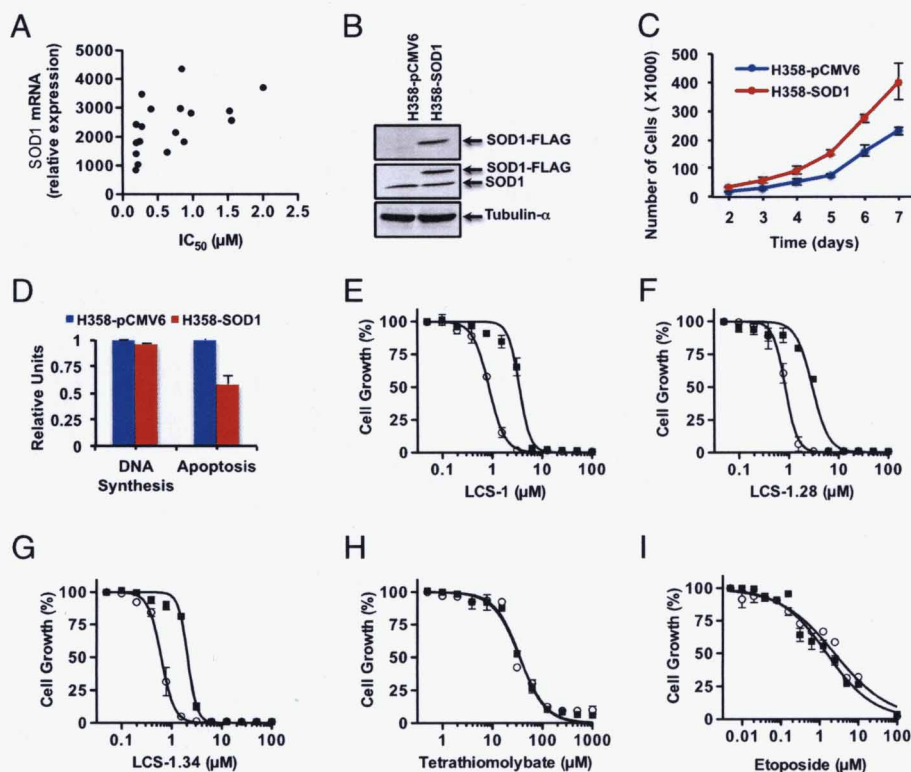 A
SOD1 mRNA
(relative expression)
5000
4000
3000
2000
1000
0
0.0 0.5 1.0 1.5 2.0 2.5
IC50 (µM)
B
H358-pCMV6
H358-SOD1
SOD1-FLAG
SOD1-FLAG
SOD1
Tubulin-α
C
Number of Cells ( X1000)
500
400
300
200
100
0
H358-pCMV6
H358-SOD1
2 3 4 5 6 7
Time (days)
D
H358-pCMV6 H358-SOD1
Relative Units
1
0.75
0.5
0.25
0
DNA
Synthesis
Apoptosis
E
Cell Growth (%)
100
75
50
25
0
0.1 1 10 100
LCS-1 (µM)
F
Cell Growth (%)
100
75
50
25
0
0.1 1 10 100
LCS-1.28 (µM)
G
Cell Growth (%)
100
75
50
25
0
0.1 1 10 100
LCS-1.34 (µM)
H
Cell Growth (%)
100
75
50
25
0
1 10 100 1000
Tetrathiomolybate (µM)
I
Cell Growth (%)
100
75
50
25
0
0.01 0.1 1 10 100
Etoposide (µM)